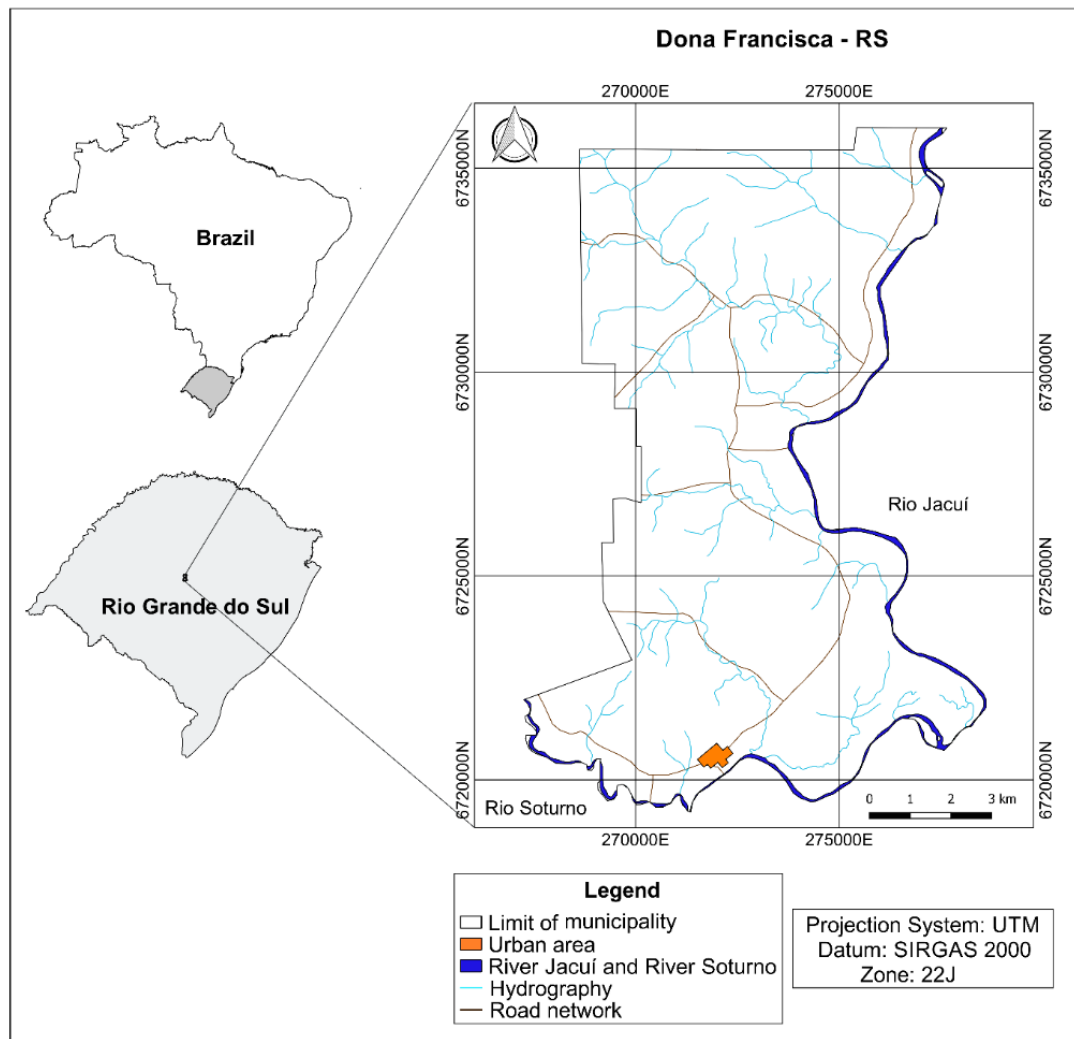 Dona Francisca - RS
270000E
275000E
Brazil
Rio Grande do Sul
6735000N
6735000N
6730000N
6730000N
6725000N
6725000N
6720000N
6720000N
Rio Jacuí
Rio Soturno
0 1 2 3 km
270000E
275000E
Legend
Limit of municipality
Urban area
River Jacuí and River Soturno
Hydrography
Road network
Projection System: UTM
Datum: SIRGAS 2000
Zone: 22J